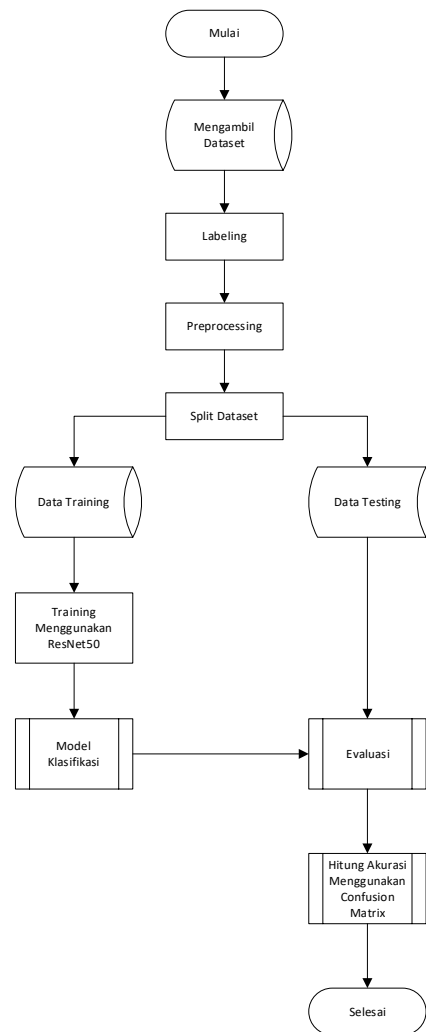 Mulai
Mengambil
Dataset
Labeling
Preprocessing
Split Dataset
Data Training
Data Testing
Training
Menggunakan
ResNet50
Model
Klasifikasi
Evaluasi
Hitung Akurasi
Menggunakan
Confusion
Matrix
Selesai